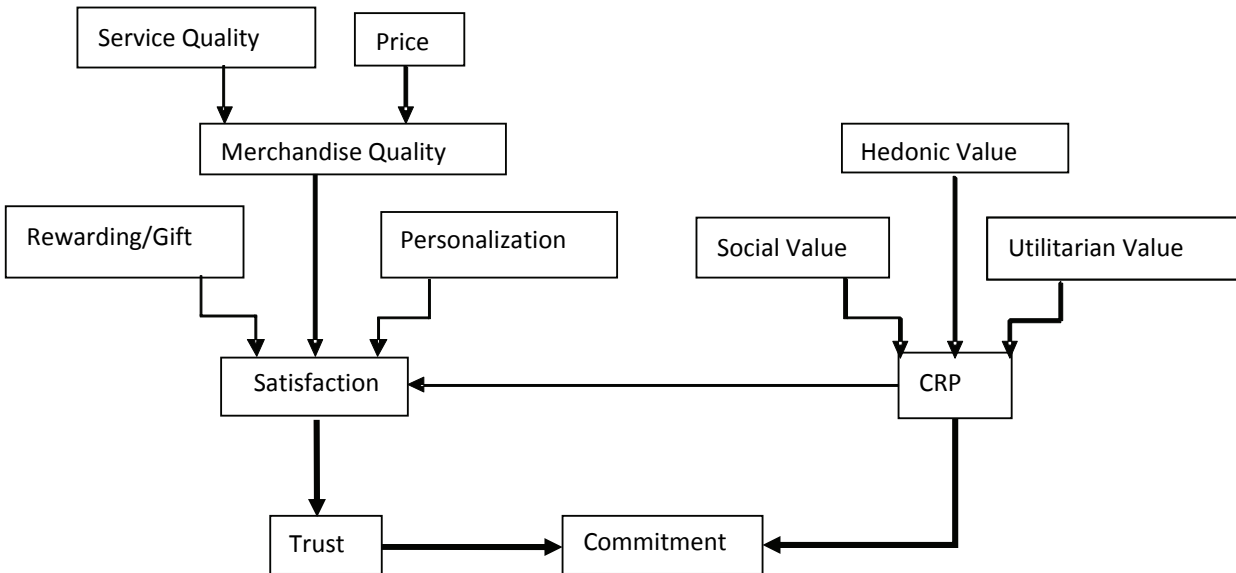 Service Quality
Price
Merchandise Quality
Hedonic Value
Rewarding/Gift
Personalization
Social Value
Utilitarian Value
Satisfaction
CRP
Trust
Commitment